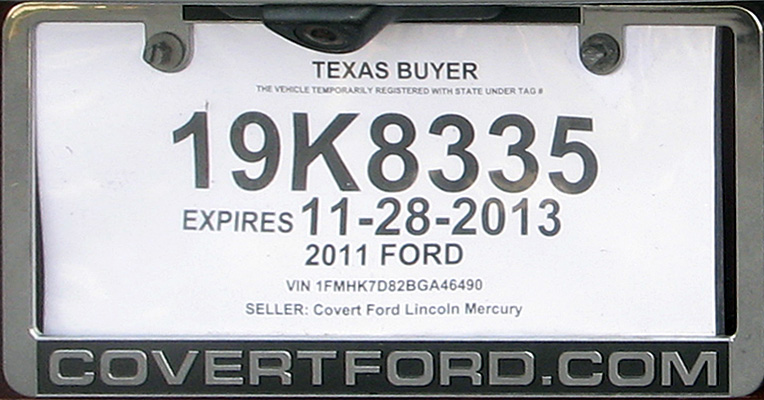 TEXAS BUYER
THE VEHICLE TEMPORARILY REGISTERED WITH STATE UNDER TAG #
19K8335
EXPIRES 11-28-2013
2011 FORD
VIN 1FMHK7D82BGA46490
SELLER: Covert Ford Lincoln Mercury
COVERTFORD.COM